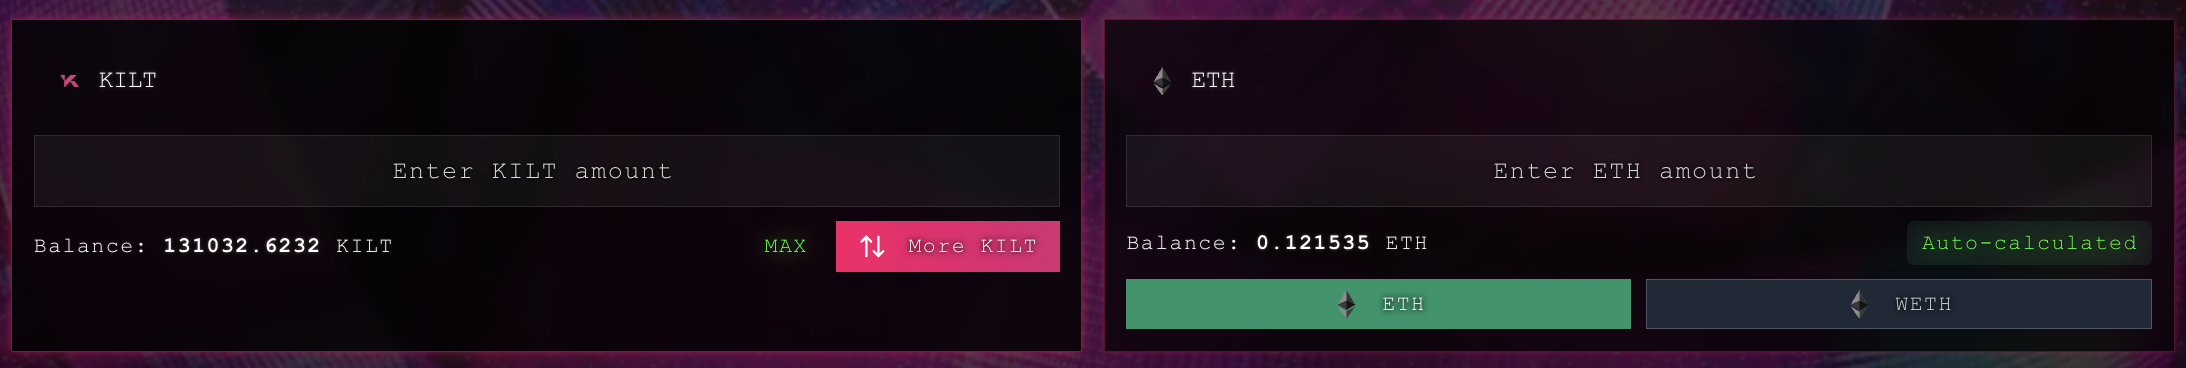 KILT
Enter KILT amount
Balance: 131032.6232 KILT
MAX
More KILT
ETH
Enter ETH amount
Balance: 0.121535 ETH
Auto-calculated
ETH
WETH